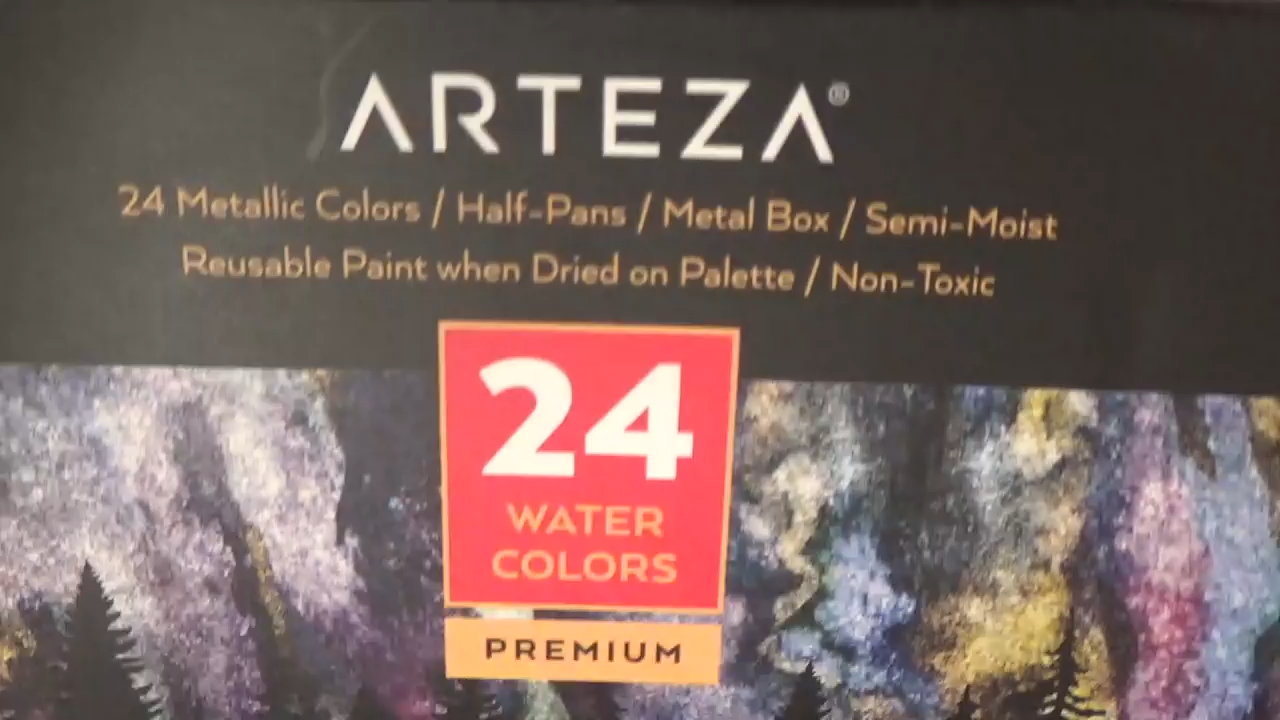 ARTEZA®
24 Metallic Colors / Half-Pans / Metal Box / Semi-Moist
Reusable Paint when Dried on Palette / Non-Toxic
24
WATER
COLORS
PREMIUM